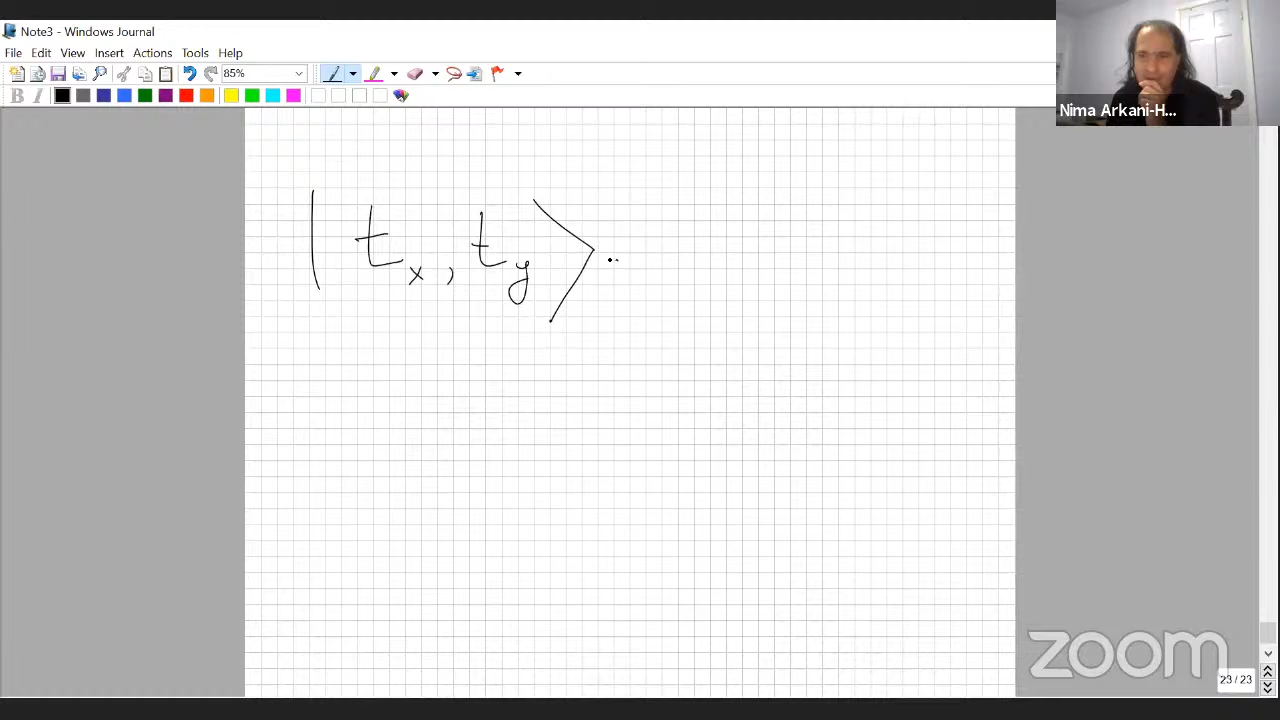 Note3 - Windows Journal
File Edit View Insert Actions Tools Help
85%
B I
Nima Arkani-H...
| t_x , t_y ⟩
zoom
23 / 23